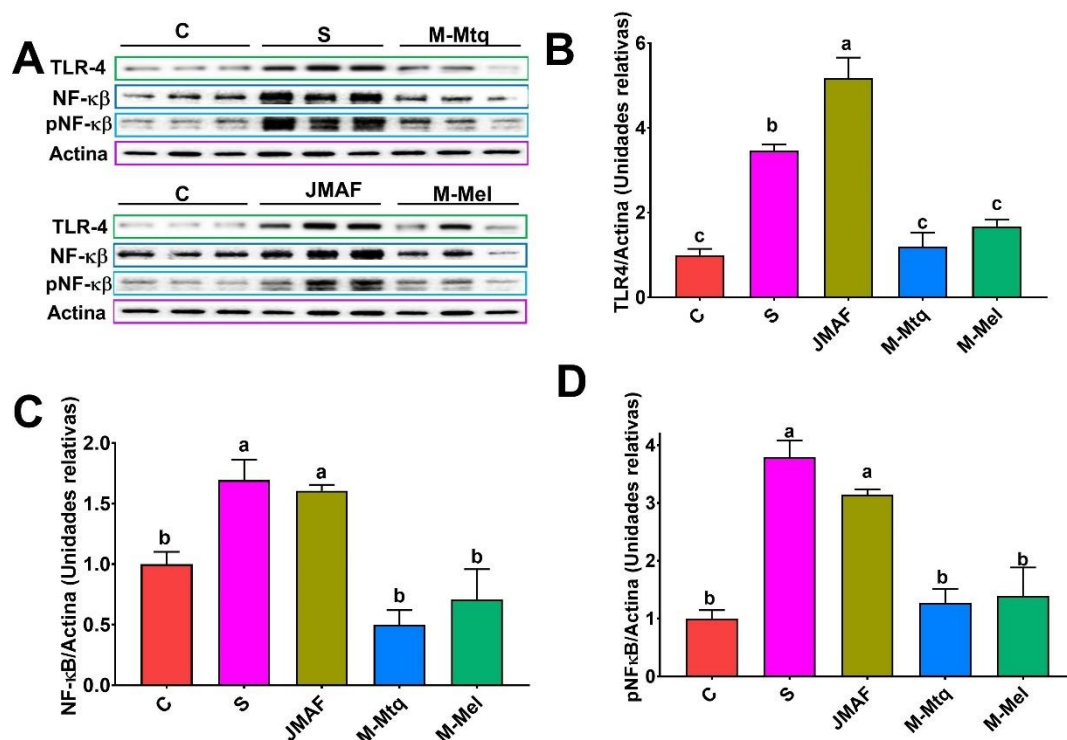 A
C S M-Mtq
TLR-4
NF-κβ
pNF-κβ
Actina
C JMAF M-Mel
TLR-4
NF-κβ
pNF-κβ
Actina
B
TLR4/Actina (Unidades relativas)
6
4
2
0
c
b
a
c
c
C
S
JMAF
M-Mtq
M-Mel
C
NF-κB/Actina (Unidades relativas)
2.0
1.5
1.0
0.5
0.0
b
a
a
b
b
C
S
JMAF
M-Mtq
M-Mel
D
pNFκB/Actina (Unidades relativas)
4
3
2
1
0
b
a
a
b
b
C
S
JMAF
M-Mtq
M-Mel